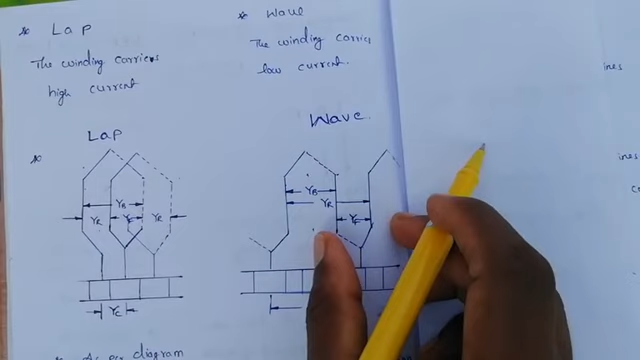 * Lap
The winding carries
high current
* Wave
The winding carries
low current.
Lap
Wave.
*
YB
YR
YF
YR
YC
YB
YR
YF
* As per diagram
ines
ines